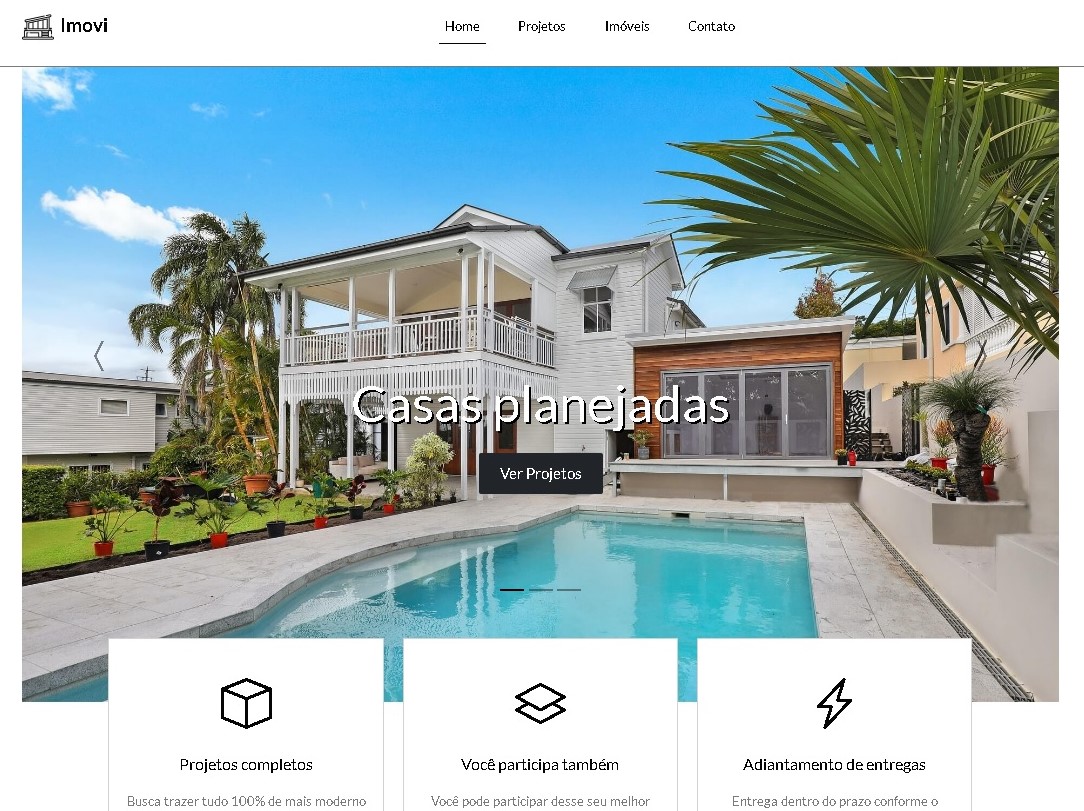 Imovi
Home Projetos Imóveis Contato
Casas planejadas
Ver Projetos
Projetos completos
Busca trazer tudo 100% de mais moderno
Você participa também
Você pode participar desse seu melhor
Adiantamento de entregas
Entrega dentro do prazo conforme o